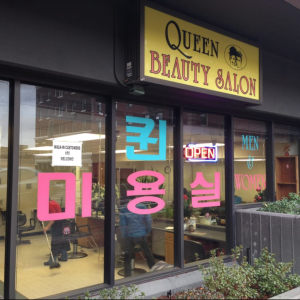 QUEEN
BEAUTY SALON
WALK-IN CUSTOMERS
ARE
WELCOME!
퀸
OPEN
MEN
&
WOMEN
미용실